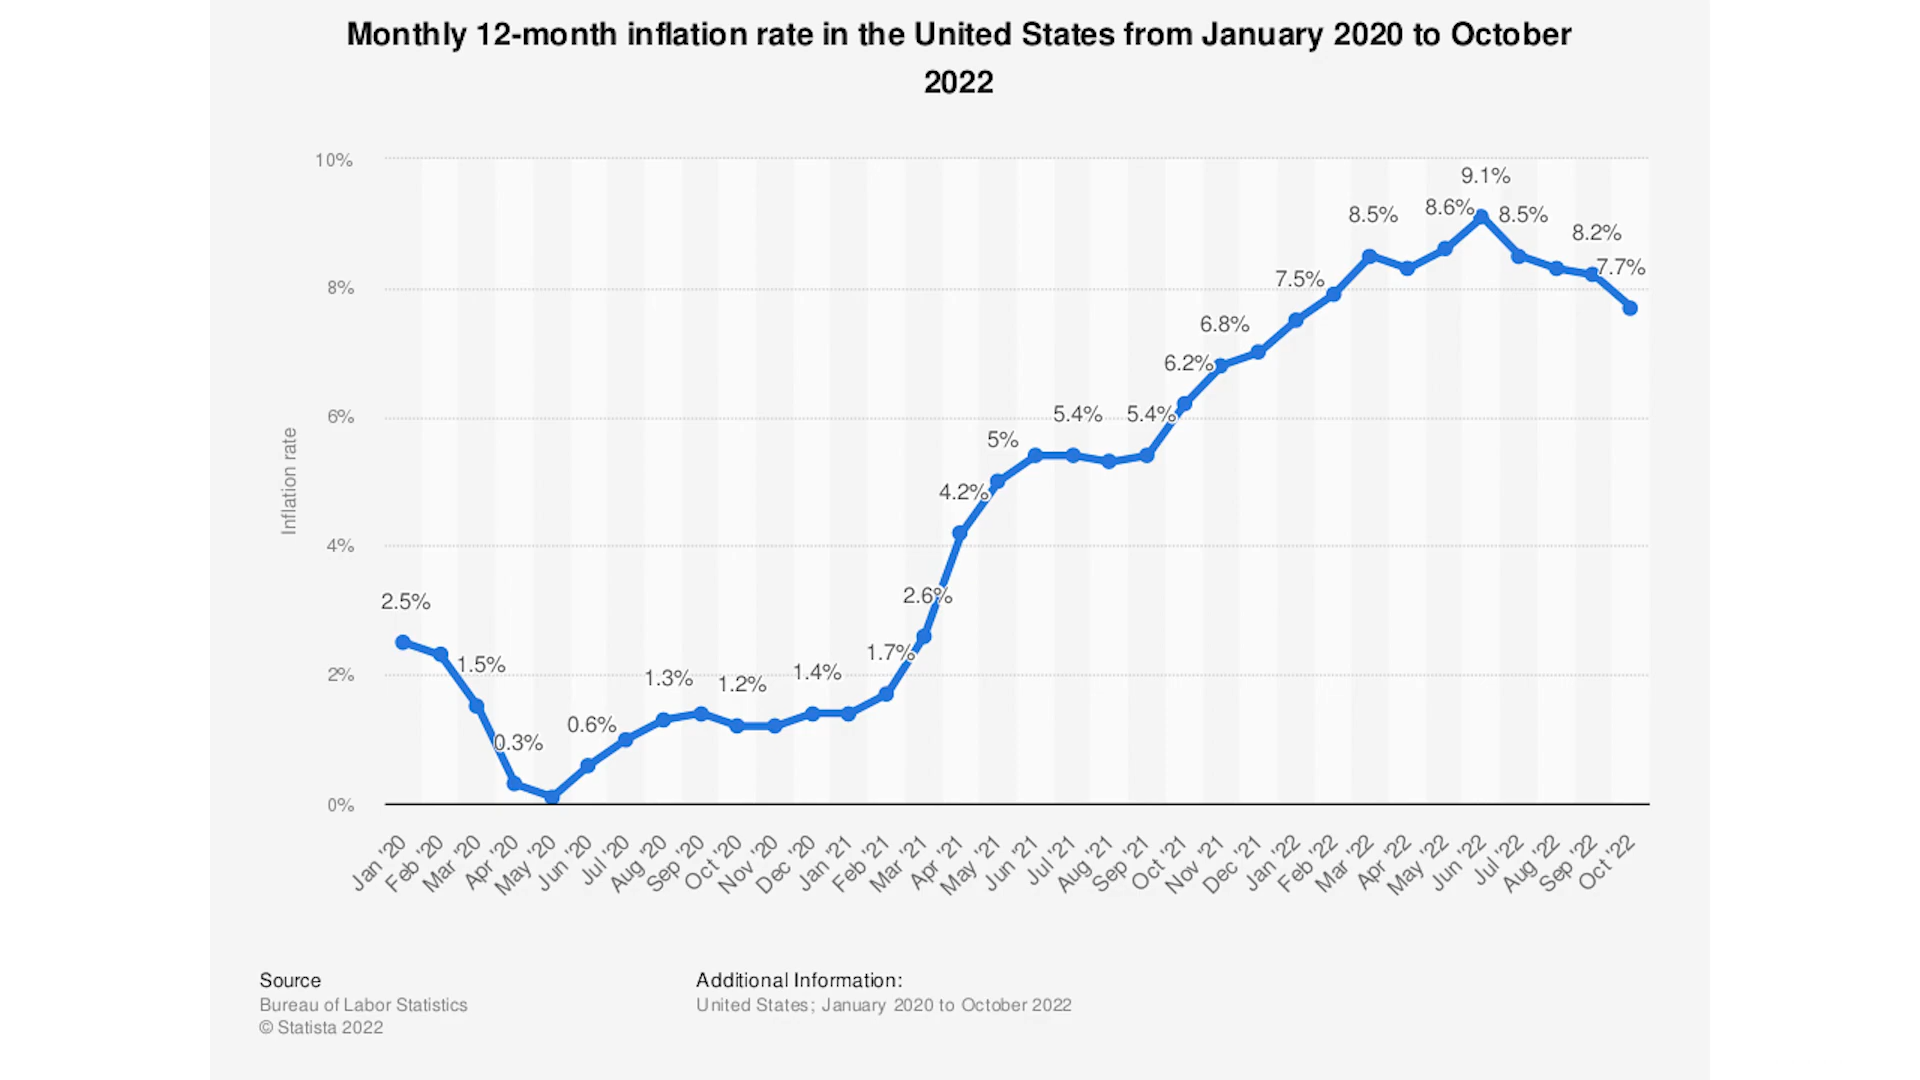 Monthly 12-month inflation rate in the United States from January 2020 to October
2022
10%
8%
6%
4%
2%
0%
Inflation rate
2.5%
1.5%
0.3%
0.6%
1.3%
1.2%
1.4%
1.7%
2.6%
4.2%
5%
5.4%
5.4%
6.2%
6.8%
7.5%
8.5%
8.6%
9.1%
8.5%
8.2%
7.7%
Jan '20
Feb '20
Mar '20
Apr '20
May '20
Jun '20
Jul '20
Aug '20
Sep '20
Oct '20
Nov '20
Dec '20
Jan '21
Feb '21
Mar '21
Apr '21
May '21
Jun '21
Jul '21
Aug '21
Sep '21
Oct '21
Nov '21
Dec '21
Jan '22
Feb '22
Mar '22
Apr '22
May '22
Jun '22
Jul '22
Aug '22
Sep '22
Oct '22
Source
Bureau of Labor Statistics
© Statista 2022
Additional Information:
United States; January 2020 to October 2022